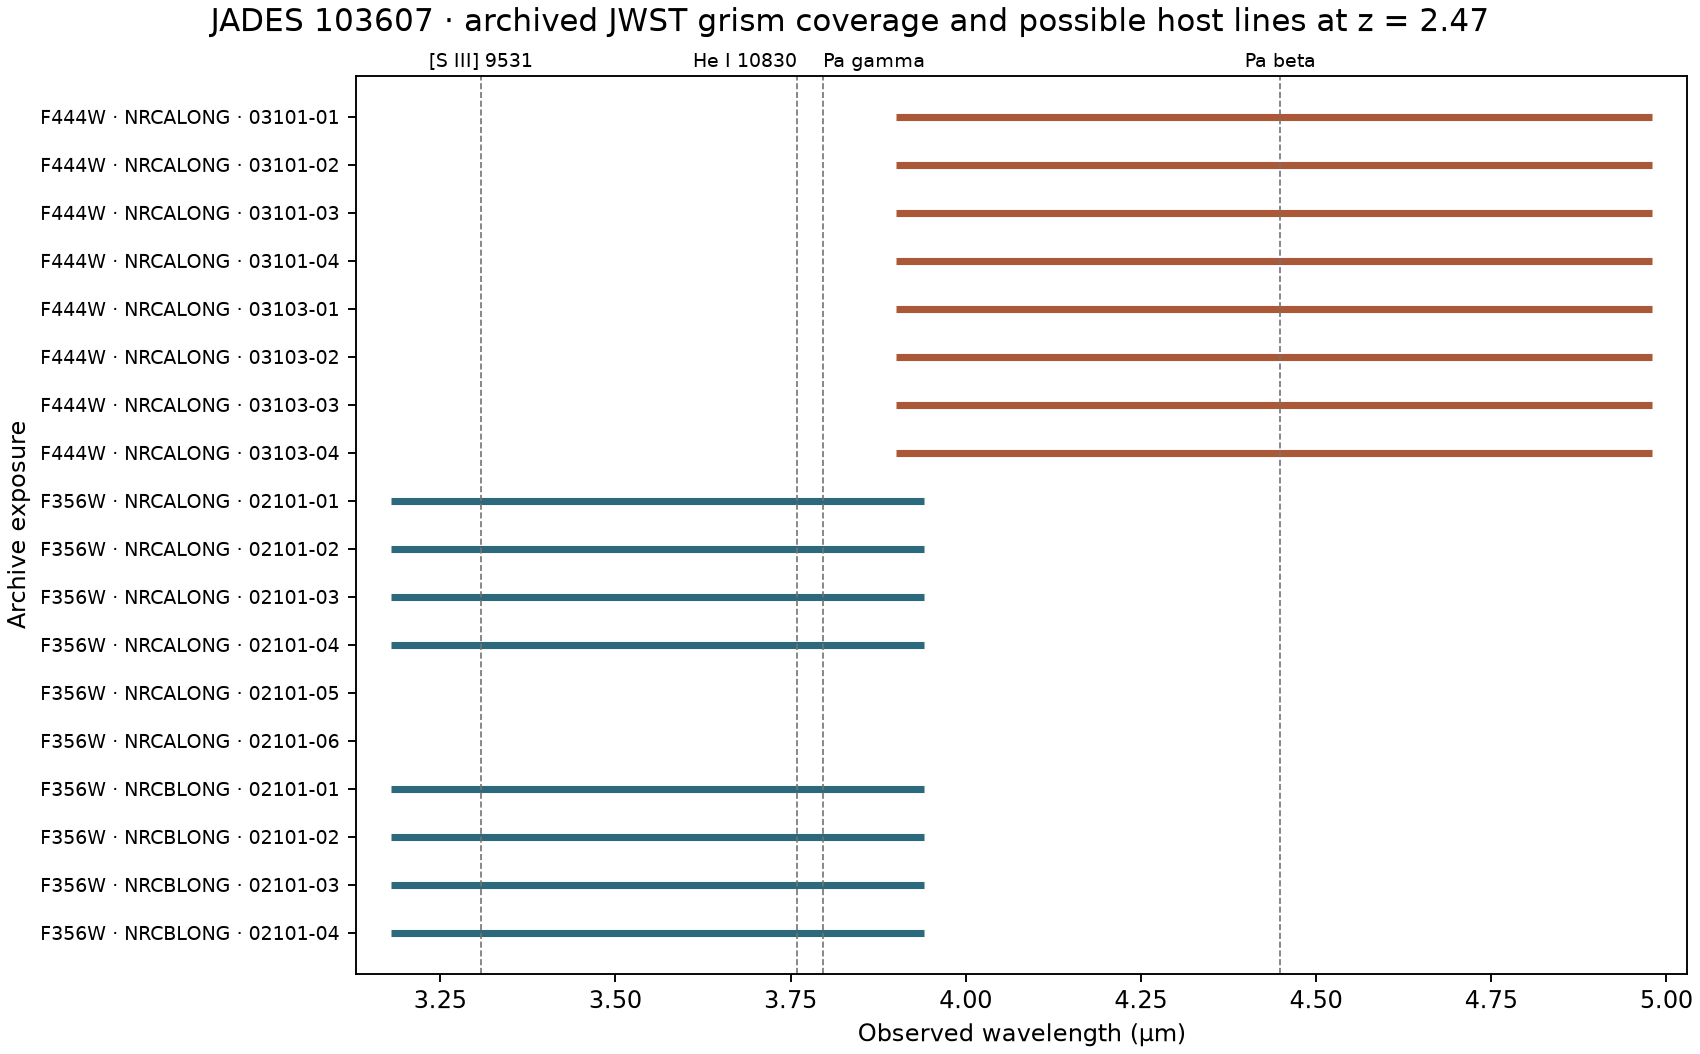 JADES 103607 · archived JWST grism coverage and possible host lines at z = 2.47
[S III] 9531
He I 10830
Pa gamma
Pa beta
F444W · NRCALONG · 03101-01
F444W · NRCALONG · 03101-02
F444W · NRCALONG · 03101-03
F444W · NRCALONG · 03101-04
F444W · NRCALONG · 03103-01
F444W · NRCALONG · 03103-02
F444W · NRCALONG · 03103-03
F444W · NRCALONG · 03103-04
F356W · NRCALONG · 02101-01
F356W · NRCALONG · 02101-02
F356W · NRCALONG · 02101-03
F356W · NRCALONG · 02101-04
F356W · NRCALONG · 02101-05
F356W · NRCALONG · 02101-06
F356W · NRCBLONG · 02101-01
F356W · NRCBLONG · 02101-02
F356W · NRCBLONG · 02101-03
F356W · NRCBLONG · 02101-04
Archive exposure
3.25
3.50
3.75
4.00
4.25
4.50
4.75
5.00
Observed wavelength (μm)